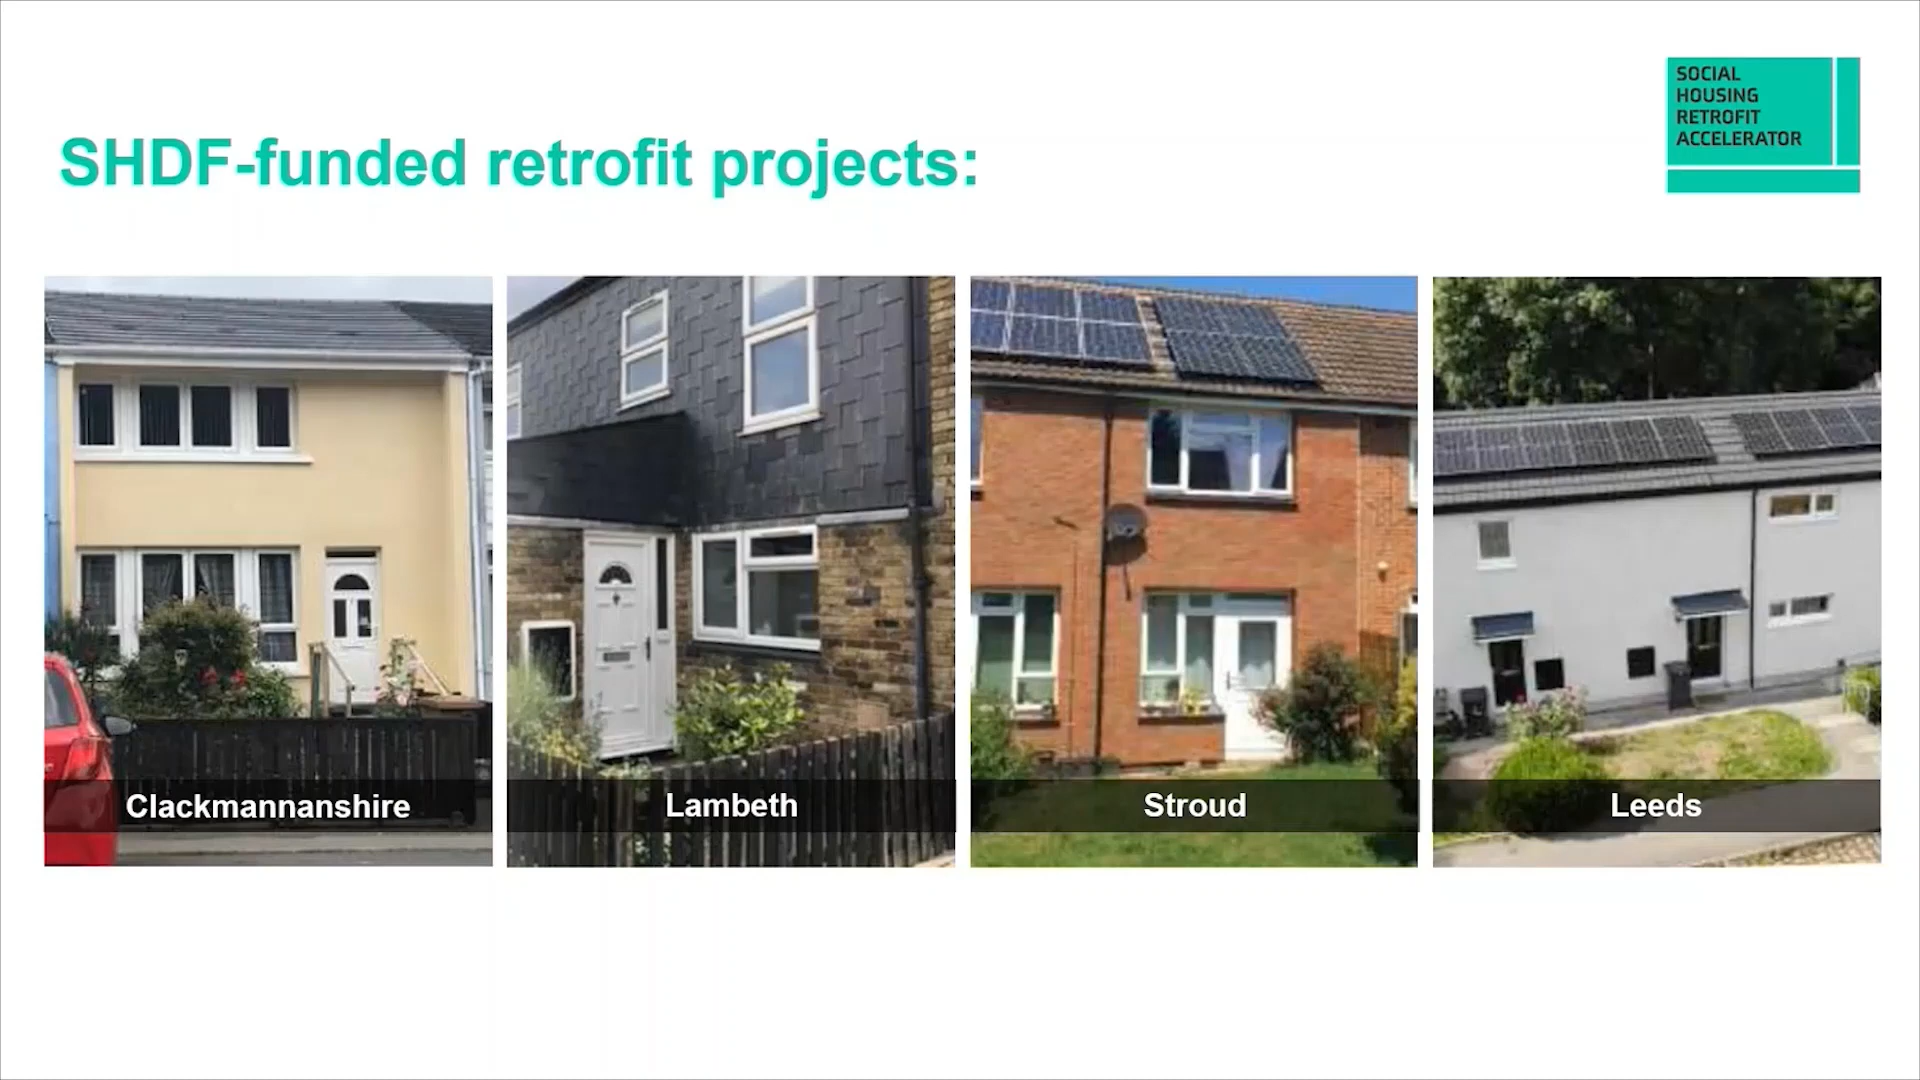 SOCIAL
HOUSING
RETROFIT
ACCELERATOR
SHDF-funded retrofit projects:
Clackmannanshire
Lambeth
Stroud
Leeds